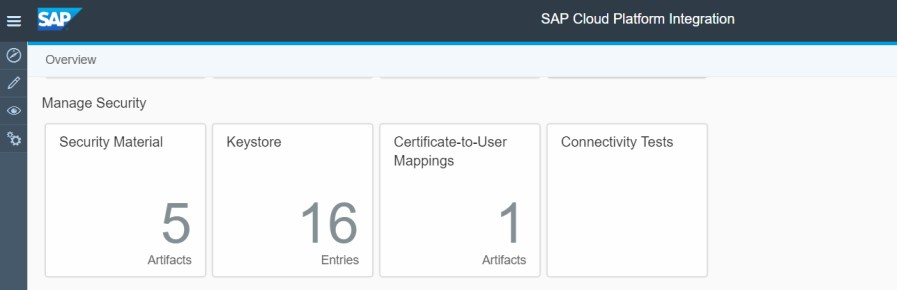 SAP
SAP Cloud Platform Integration
Overview
Manage Security
Security Material
5
Artifacts
Keystore
16
Entries
Certificate-to-User
Mappings
1
Artifacts
Connectivity Tests